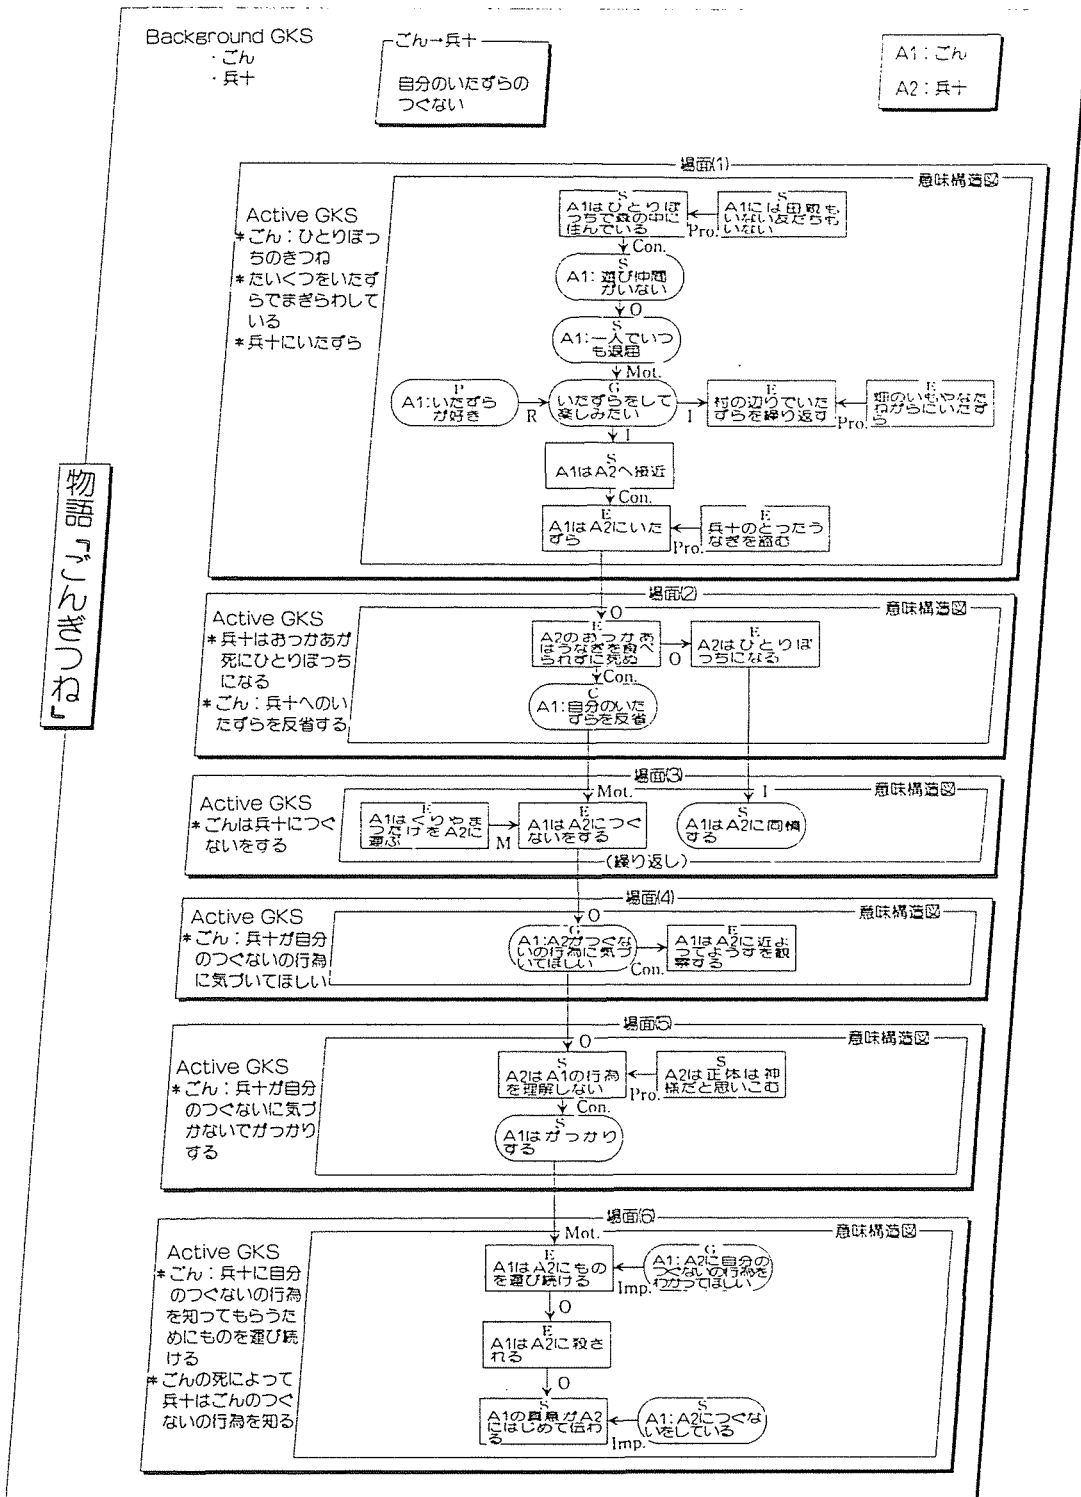 Background GKS
・ごん
・兵十
ごん→兵十
自分のいたずらの
つぐない
A1：ごん
A2：兵十
物語『ごんぎつね』
場面(1)
意味構造図
Active GKS
＊ごん：ひとりぼっ
ちのきつね
＊たいくつをいたず
らでまぎらわして
いる
＊兵十にいたずら
S
A1はひとりぼ
っちで森の中に
住んでいる
Pro.
S
A1には母親も
いない友だちも
いない
Con.
S
A1：遊び仲間
がいない
O
S
A1：一人でいつ
も退屈
Mot.
P
A1：いたずら
が好き
R
G
いたずらをして
楽しみたい
I
E
村の辺りでいた
ずらを繰り返す
Pro.
E
畑のいもやなた
ねがらにいたず
ら
I
S
A1はA2へ接近
Con.
E
A1はA2にいた
ずら
Pro.
E
兵十のとったう
なぎを盗む
場面(2)
意味構造図
Active GKS
＊兵十はおっかあが
死にひとりぼっち
になる
＊ごん：兵十へのい
たずらを反省する
O
E
A2のおっかあ
はうなぎを食べ
られずに死ぬ
O
E
A2はひとりぼ
っちになる
Con.
C
A1：自分のいた
ずらを反省
場面(3)
意味構造図
Active GKS
＊ごんは兵十につぐ
ないをする
Mot.
I
E
A1はくりやま
つたけをA2に
運ぶ
M
E
A1はA2につぐ
ないをする
S
A1はA2に同情
する
(繰り返し)
場面(4)
意味構造図
Active GKS
＊ごん：兵十が自分
のつぐないの行為
に気づいてほしい
O
G
A1：A2がつぐな
いの行為に気づ
いてほしい
Con.
E
A1はA2に近よ
ってようすを観
察する
場面(5)
意味構造図
Active GKS
＊ごん：兵十が自分
のつぐないに気づ
かないでがっかり
する
O
S
A2はA1の行為
を理解しない
Pro.
S
A2は正体は神
様だと思いこむ
Con.
S
A1はがっかり
する
場面(6)
意味構造図
Active GKS
＊ごん：兵十に自分
のつぐないの行為
を知ってもらうた
めにものを運び続
ける
＊ごんの死によって
兵十はごんのつぐ
ないの行為を知る
Mot.
E
A1はA2にもの
を運び続ける
Imp.
G
A1：A2に自分の
つぐないの行為を
わかってほしい
O
E
A1はA2に殺さ
れる
O
S
A1の真意がA2
にはじめて伝わ
る
Imp.
S
A1：A2につぐな
いをしている